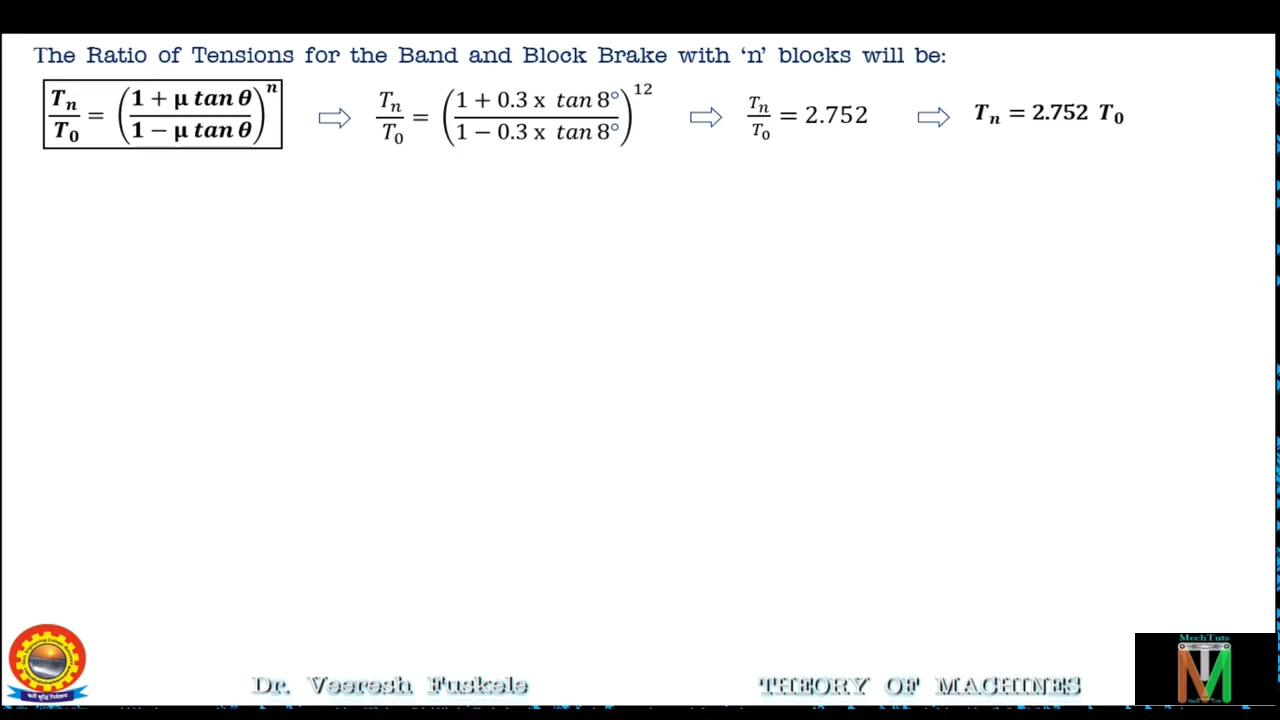 The Ratio of Tensions for the Band and Block Brake with ‘n’ blocks will be:
Tₙ/T₀ = ((1 + μ tan θ)/(1 − μ tan θ))ⁿ ⇨ Tₙ/T₀ = ((1 + 0.3 x tan 8°)/(1 − 0.3 x tan 8°))¹² ⇨ Tₙ/T₀ = 2.752 ⇨ Tₙ = 2.752 T₀
MechTuts
Dr. Veeresh Fuskele THEORY OF MACHINES